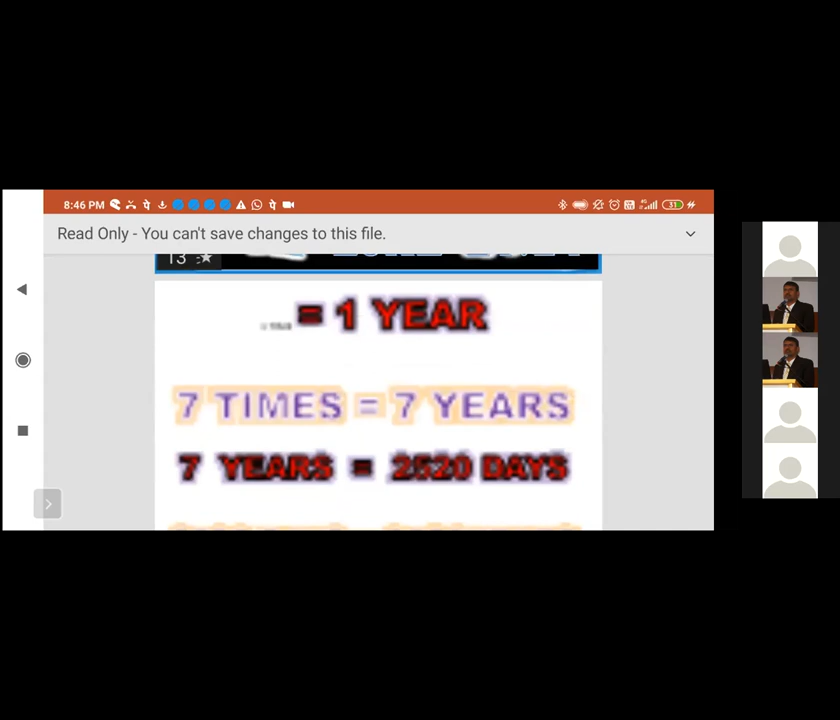 8:46 PM 33
Read Only - You can't save changes to this file.
13
= 1 YEAR
7 TIMES = 7 YEARS
7 YEARS = 2520 DAYS